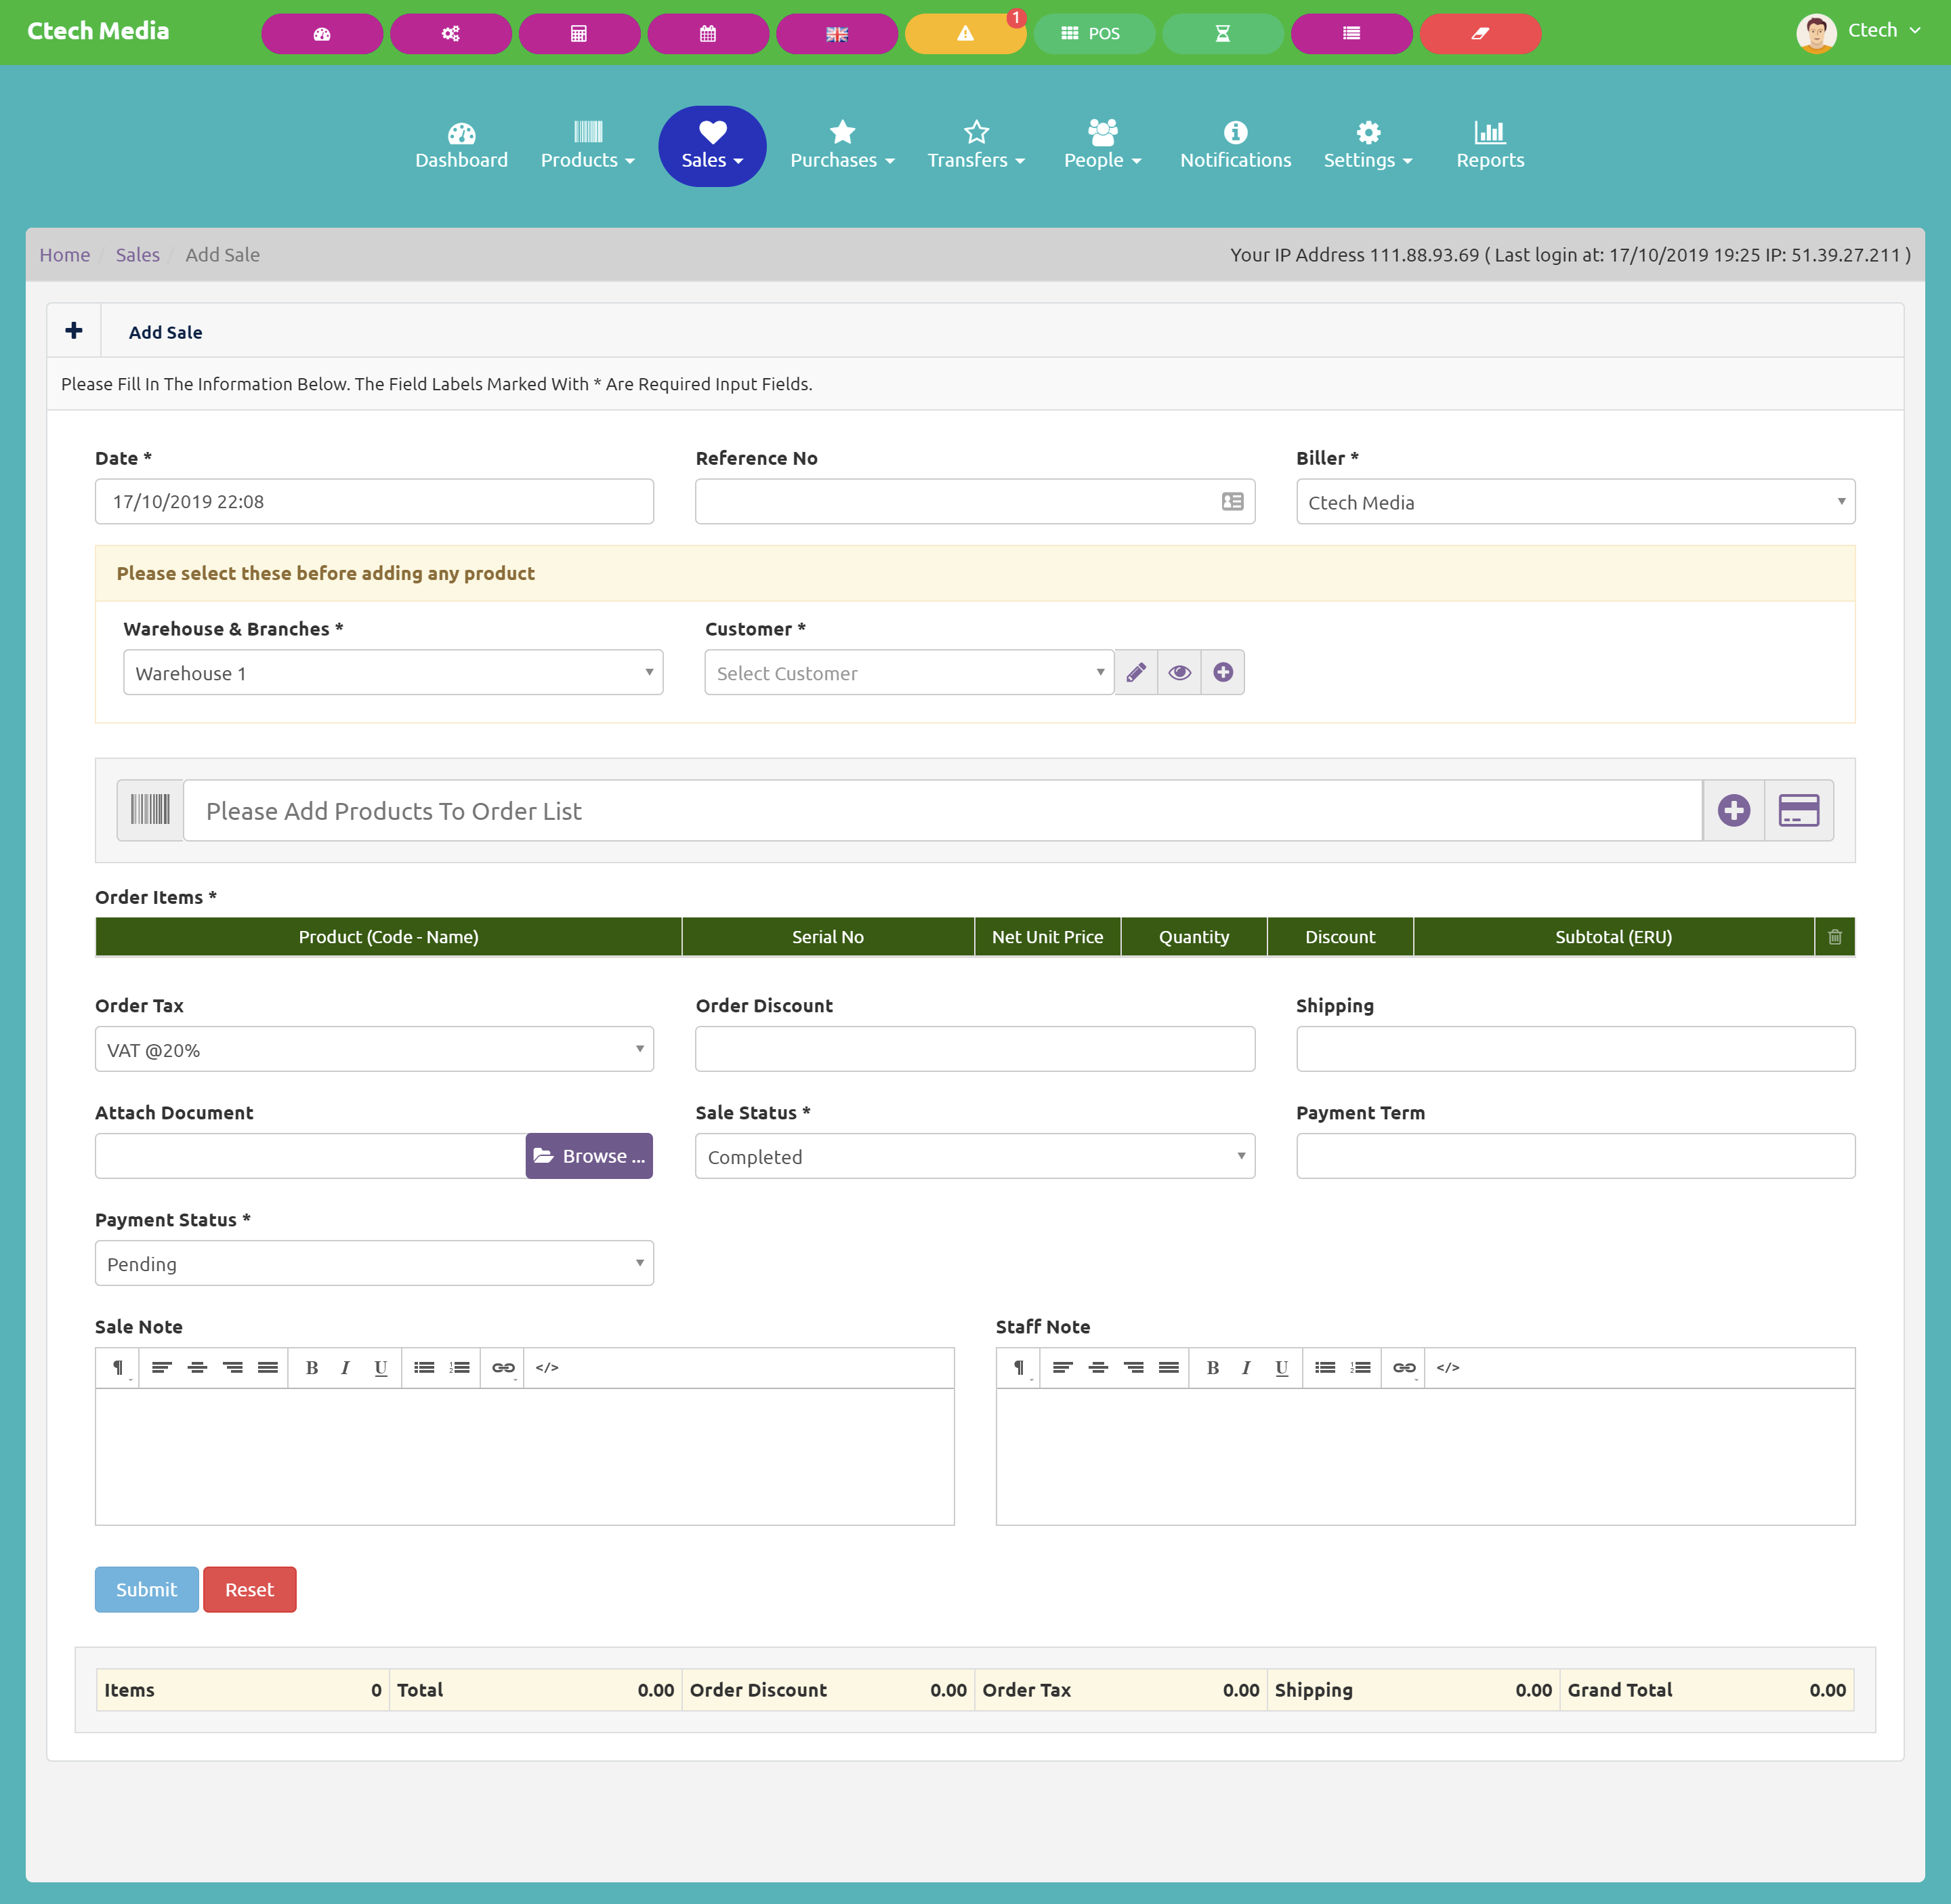 Ctech Media
1
POS
Ctech
Dashboard
Products
Sales
Purchases
Transfers
People
Notifications
Settings
Reports
Home / Sales / Add Sale
Your IP Address 111.88.93.69 ( Last login at: 17/10/2019 19:25 IP: 51.39.27.211 )
Add Sale
Please Fill In The Information Below. The Field Labels Marked With * Are Required Input Fields.
Date *
Reference No
Biller *
17/10/2019 22:08
Ctech Media
Please select these before adding any product
Warehouse & Branches *
Customer *
Warehouse 1
Select Customer
Please Add Products To Order List
Order Items *
Product (Code - Name)
Serial No
Net Unit Price
Quantity
Discount
Subtotal (ERU)
Order Tax
Order Discount
Shipping
VAT @20%
Attach Document
Sale Status *
Payment Term
Browse ...
Completed
Payment Status *
Pending
Sale Note
Staff Note
¶ B I U </>
¶ B I U </>
Submit
Reset
Items 0
Total 0.00
Order Discount 0.00
Order Tax 0.00
Shipping 0.00
Grand Total 0.00